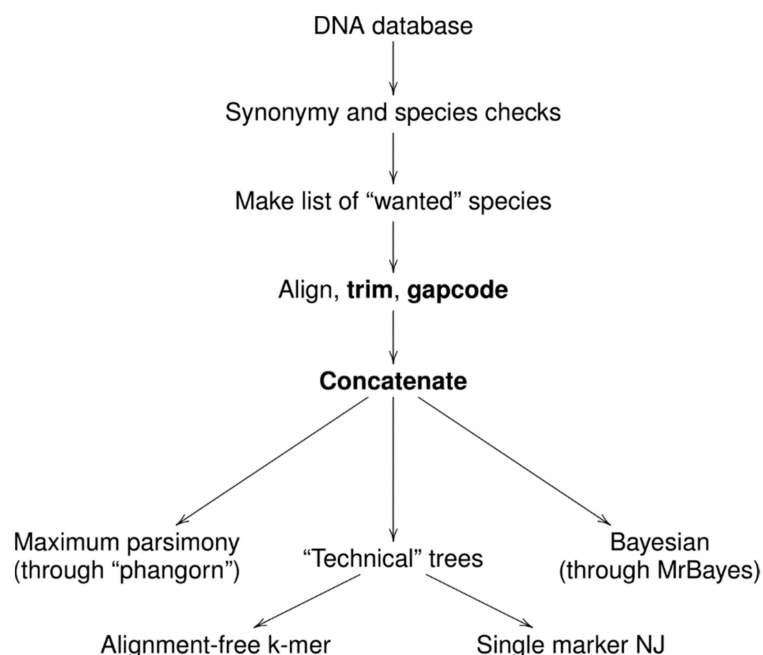 DNA database
Synonymy and species checks
Make list of “wanted” species
Align, trim, gapcode
Concatenate
Maximum parsimony
(through “phangorn”)
“Technical” trees
Bayesian
(through MrBayes)
Alignment-free k-mer
Single marker NJ